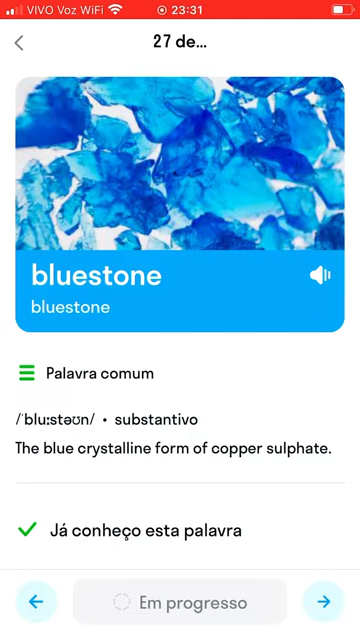 VIVO Voz WiFi 23:31
27 de...
bluestone
bluestone
Palavra comum
/ˈbluːstəʊn/ • substantivo
The blue crystalline form of copper sulphate.
Já conheço esta palavra
Em progresso